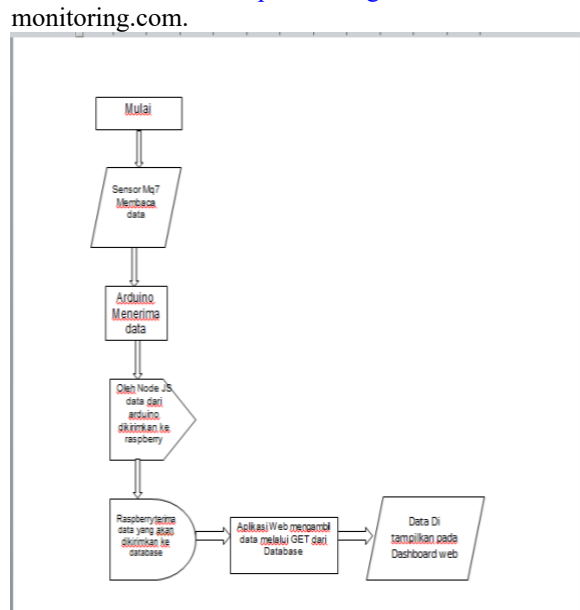 monitoring.com.
Mulai
Sensor Mq7
Membaca
data
Arduino
Menerima
data
Oleh Node JS
data dari
arduino
dikirimkan ke
raspberry
Raspberry terima
data yang akan
dikirimkan ke
database
Aplikasi Web mengambil
data melalui GET dari
Database
Data Di
tampilkan pada
Dashboard web